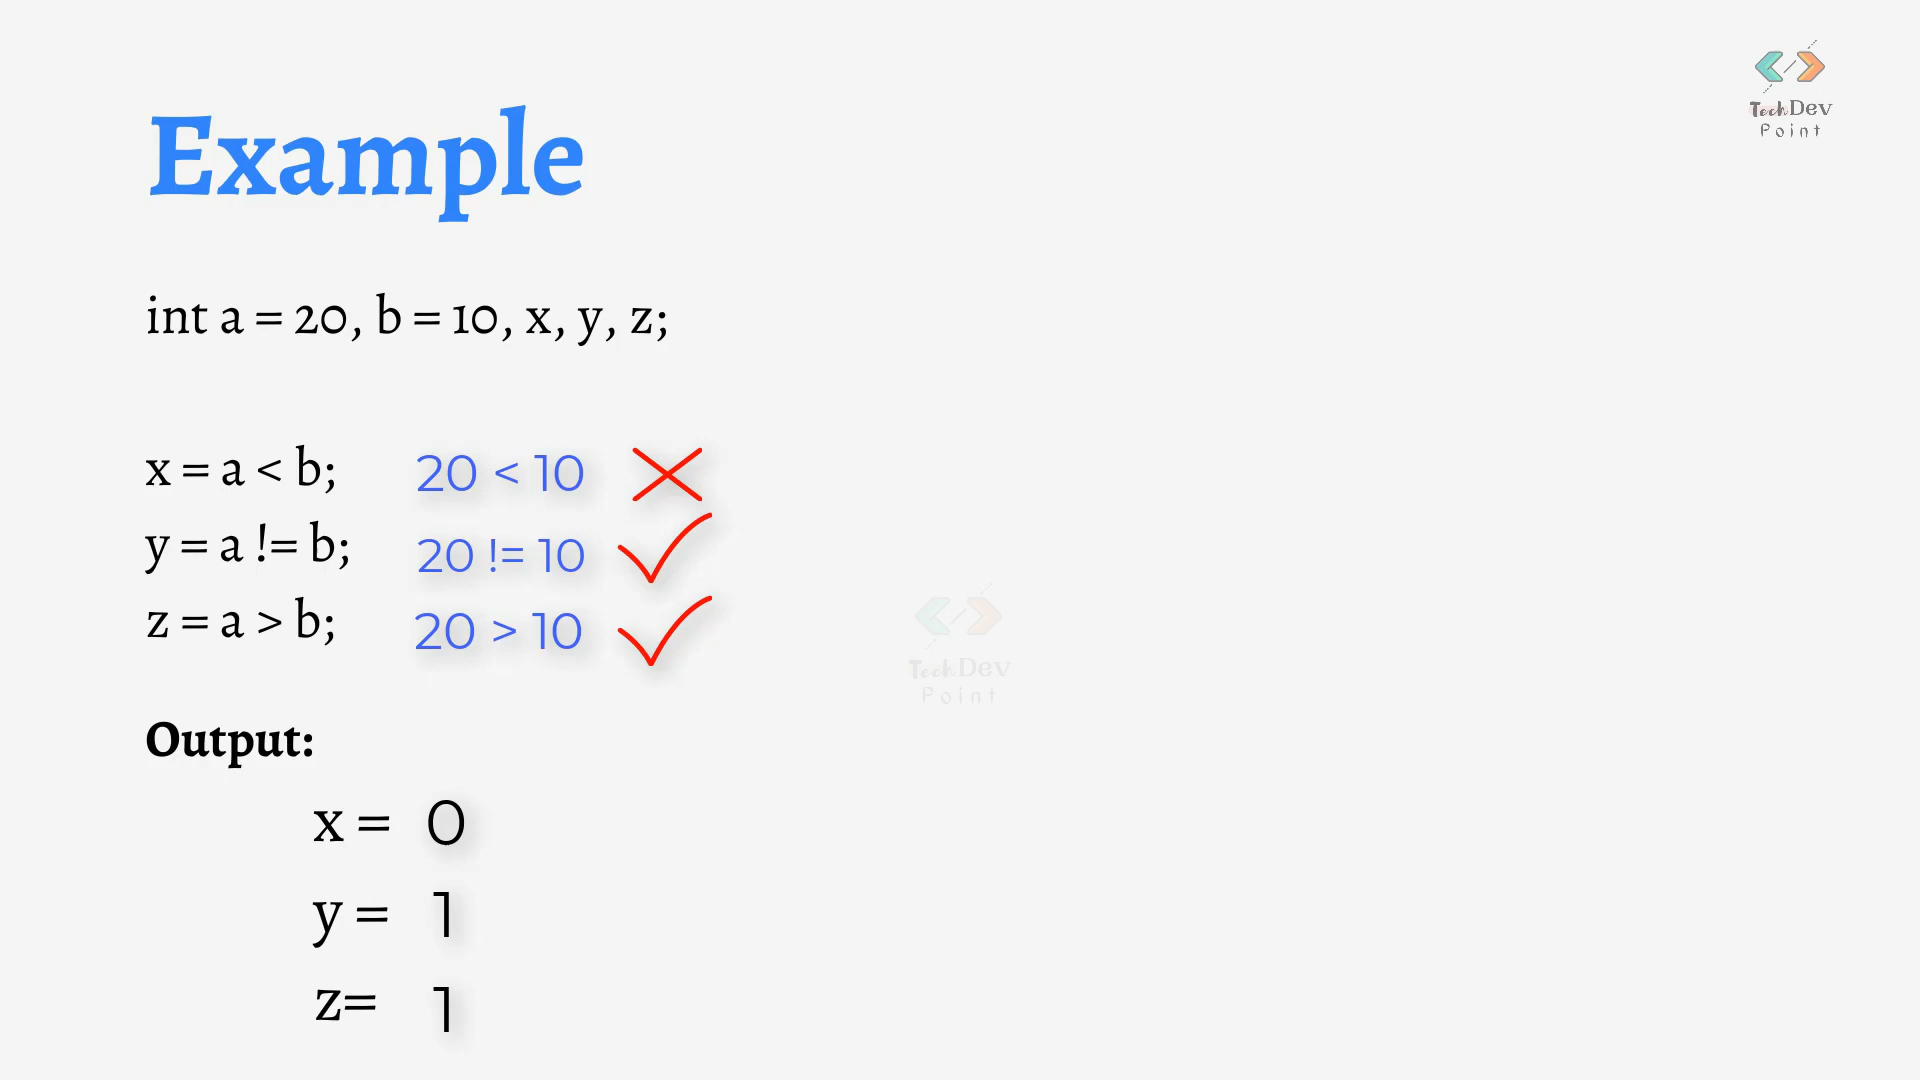 TechDev
Point
Example
int a = 20, b = 10, x, y, z;
x = a < b; 20 < 10
y = a != b; 20 != 10
z = a > b; 20 > 10
TechDev
Point
Output:
x = 0
y = 1
z= 1